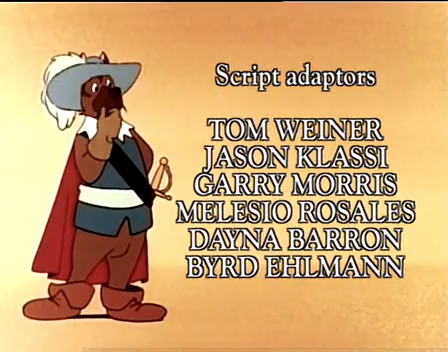 Script adaptors
TOM WEINER
JASON KLASSI
GARRY MORRIS
MELESIO ROSALES
DAYNA BARRON
BYRD EHLMANN